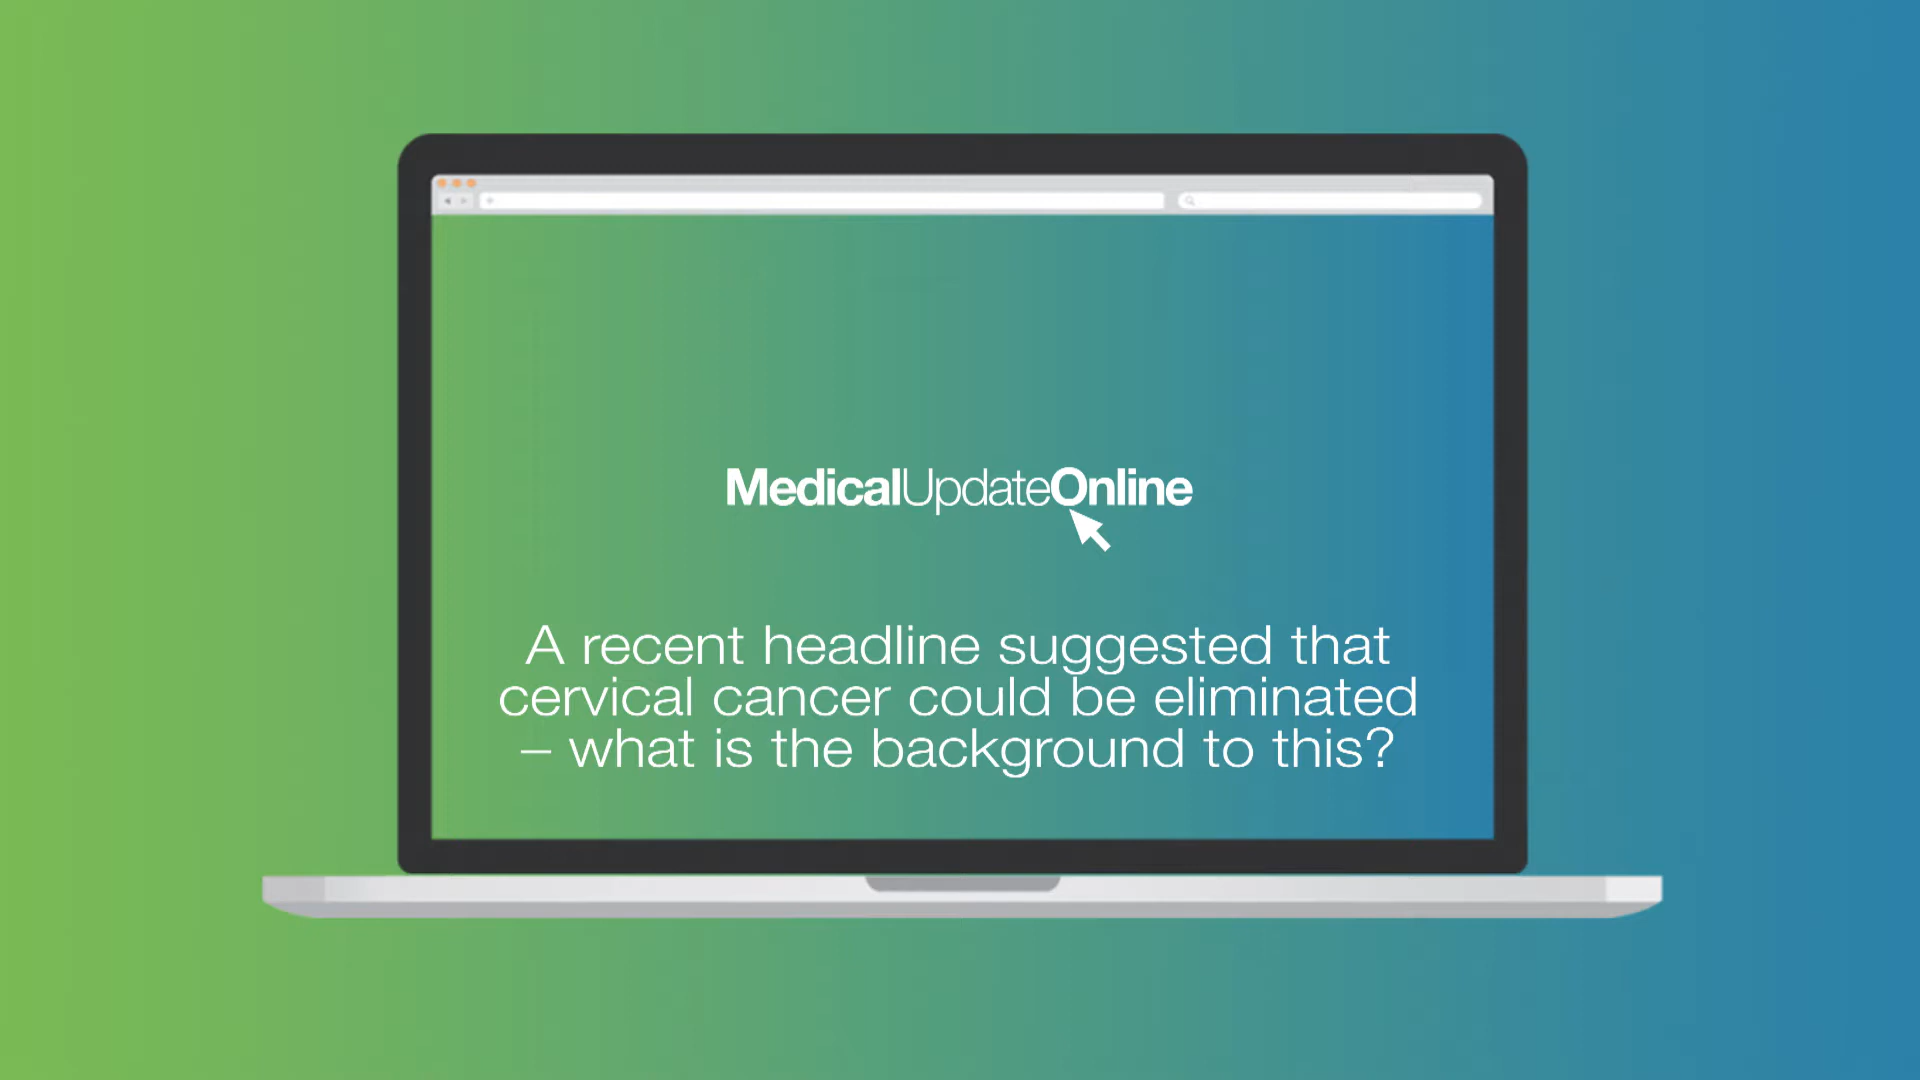 MedicalUpdateOnline
A recent headline suggested that
cervical cancer could be eliminated
– what is the background to this?